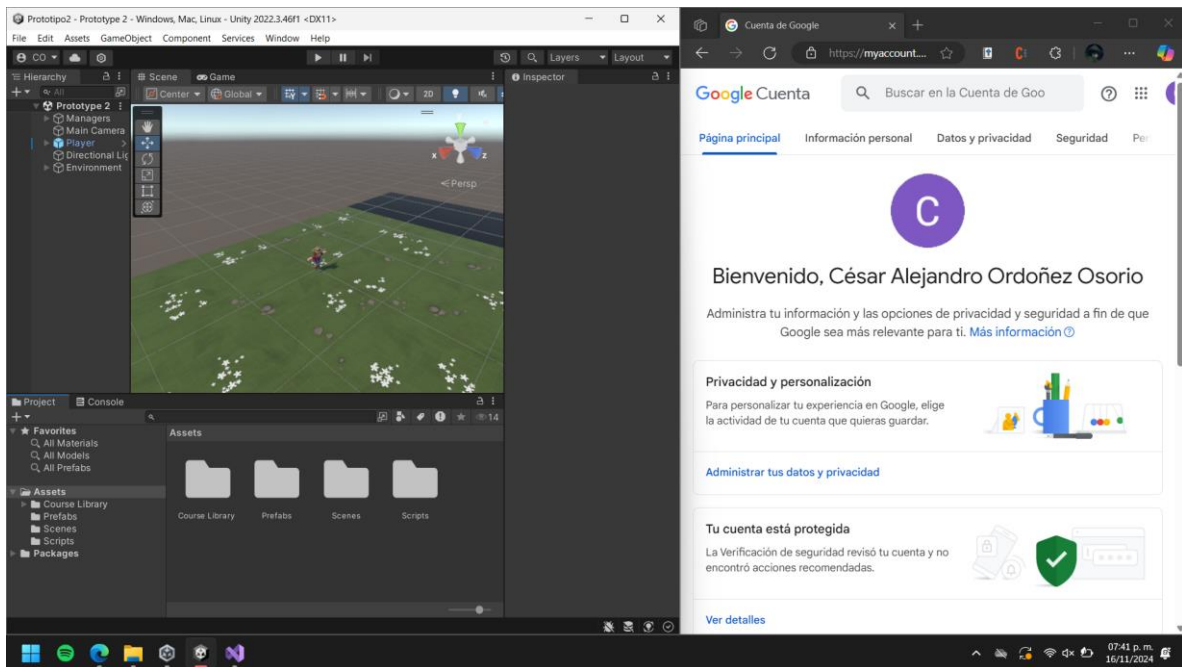 Prototipo2 - Prototype 2 - Windows, Mac, Linux - Unity 2022.3.46f1 <DX11>
File Edit Assets GameObject Component Services Window Help
CO
Layers
Layout
Hierarchy
All
Prototype 2
Managers
Main Camera
Player
Directional Lig
Environment
Scene
Game
Center
Global
2D
x
z
Persp
Inspector
Project
Console
14
Favorites
All Materials
All Models
All Prefabs
Assets
Course Library
Prefabs
Scenes
Scripts
Packages
Assets
Course Library
Prefabs
Scenes
Scripts
Cuenta de Google
https://myaccount....
Google Cuenta
Buscar en la Cuenta de Goo
Página principal
Información personal
Datos y privacidad
Seguridad
Per
C
Bienvenido, César Alejandro Ordoñez Osorio
Administra tu información y las opciones de privacidad y seguridad a fin de que
Google sea más relevante para ti. Más información
Privacidad y personalización
Para personalizar tu experiencia en Google, elige
la actividad de tu cuenta que quieras guardar.
Administrar tus datos y privacidad
Tu cuenta está protegida
La Verificación de seguridad revisó tu cuenta y no
encontró acciones recomendadas.
Ver detalles
07:41 p. m.
16/11/2024